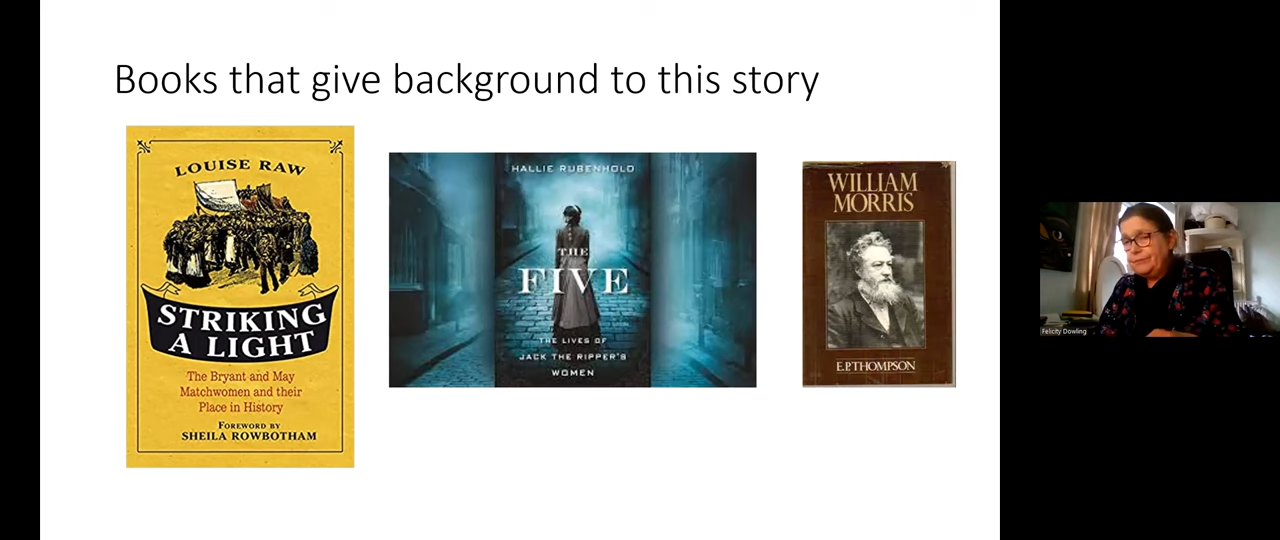 Books that give background to this story
LOUISE RAW
STRIKING
A LIGHT
The Bryant and May
Matchwomen and their
Place in History
FOREWORD BY
SHEILA ROWBOTHAM
HALLIE RUBENHOLD
THE
FIVE
THE LIVES OF
JACK THE RIPPER'S
WOMEN
WILLIAM
MORRIS
E.P.THOMPSON
Felicity Dowling